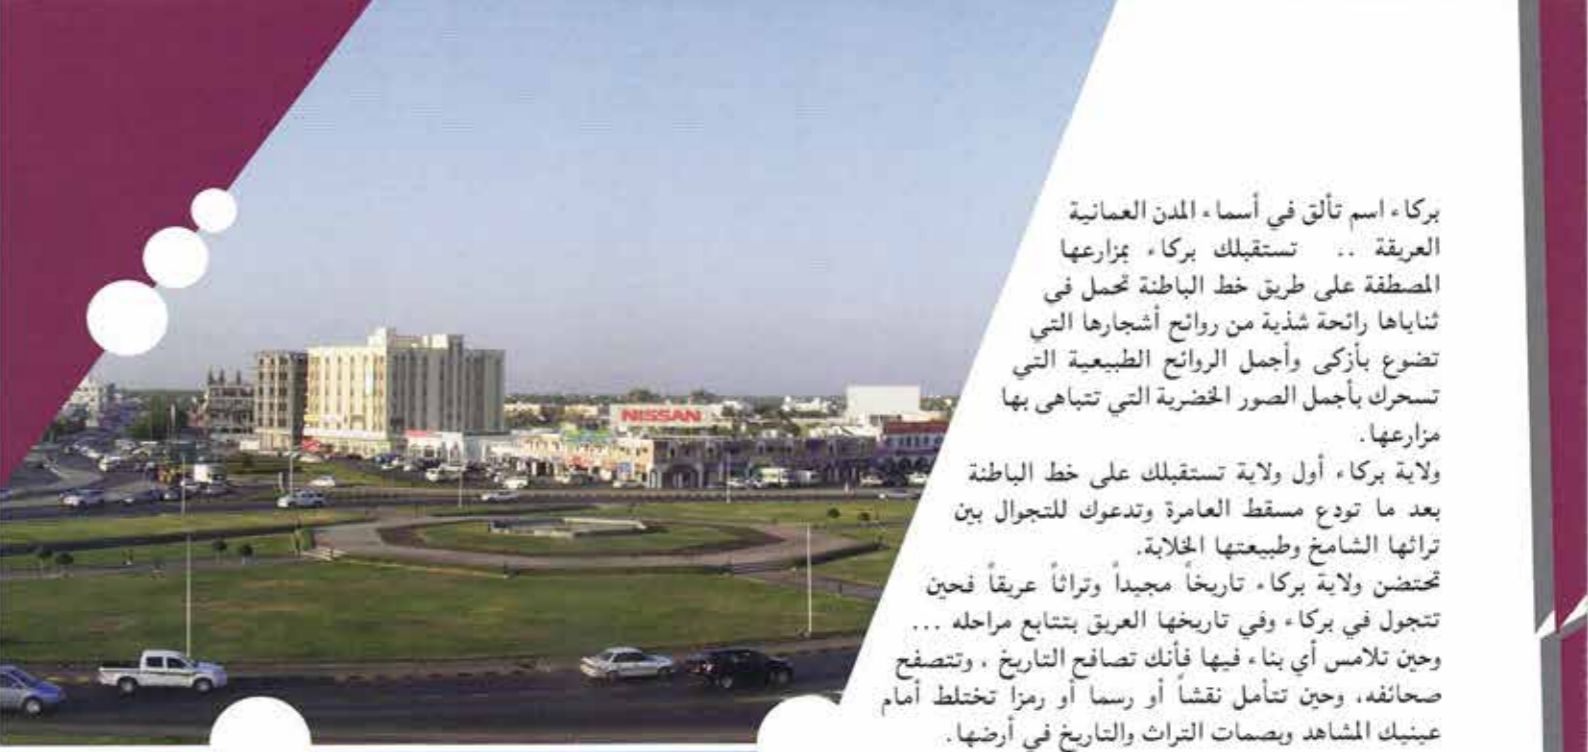 بركاء اسم تألق في أسماء المدن العمانية
العريقة .. تستقبلك بركاء بمزارعها
المصطفة على طريق خط الباطنة تحمل في
ثناياها رائحة شذية من روائح أشجارها التي
تضوع بأزكى وأجمل الروائح الطبيعية التي
تسحرك بأجمل الصور الخضرية التي تتباهى بها
مزارعها.
ولاية بركاء أول ولاية تستقبلك على خط الباطنة
بعد ما تودع مسقط العامرة وتدعوك للتجوال بين
تراثها الشامخ وطبيعتها الخلابة.
تحتضن ولاية بركاء تاريخاً مجيداً وتراثاً عريقاً فحين
تتجول في بركاء وفي تاريخها العريق بتتابع مراحله ...
وحين تلامس أي بناء فيها فأنك تصافح التاريخ ، وتتصفح
صحائفه، وحين تتأمل نقشاً أو رسما أو رمزا تختلط أمام
عينيك المشاهد وبصمات التراث والتاريخ في أرضها.
NISSAN